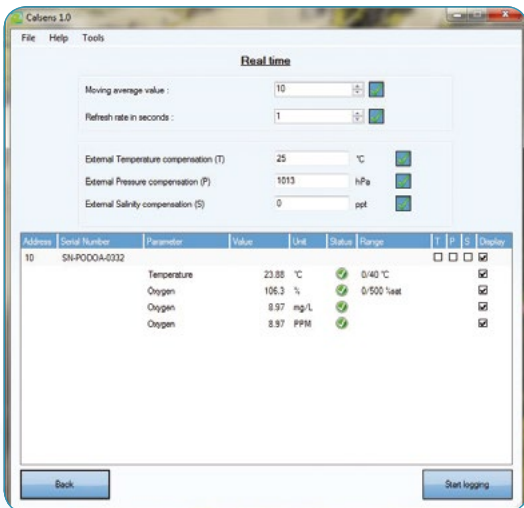 Calsens 1.0
File Help Tools
Real time
Moving average value : 10
Refresh rate in seconds : 1
External Temperature compensation (T) 25 °C
External Pressure compensation (P) 1013 hPa
External Salinity compensation (S) 0 ppt
Address Serial Number Parameter Value Unit Status Range T P S Display
10 SN-PODOA-0332
Temperature 23.88 °C 0/40 °C
Oxygen 106.3 % 0/500 %sat
Oxygen 8.97 mg/L
Oxygen 8.97 PPM
Back Start logging